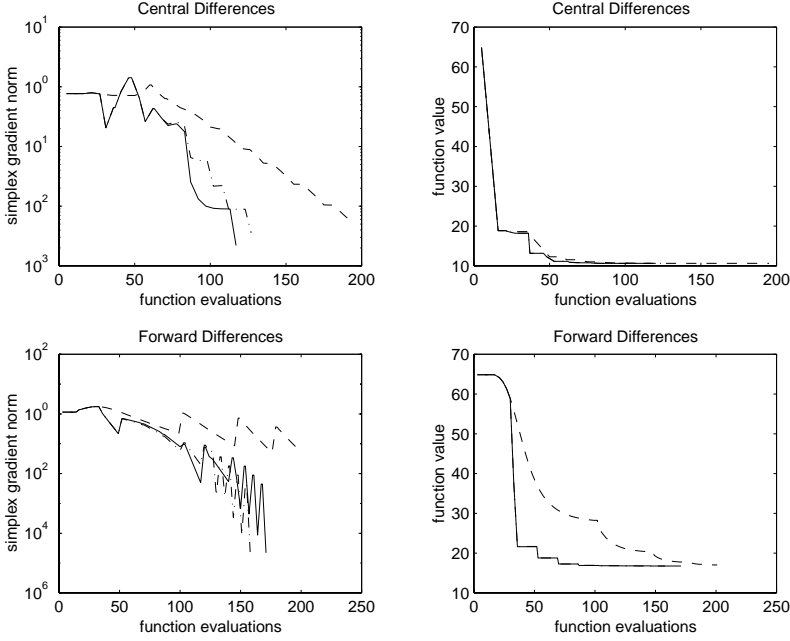 Central Differences
10^1
10^0
10^1
10^2
10^3
simplex gradient norm
0 50 100 150 200
function evaluations
Central Differences
70
60
50
40
30
20
10
function value
0 50 100 150 200
function evaluations
Forward Differences
10^2
10^0
10^2
10^4
10^6
simplex gradient norm
0 50 100 150 200 250
function evaluations
Forward Differences
70
60
50
40
30
20
10
function value
0 50 100 150 200 250
function evaluations